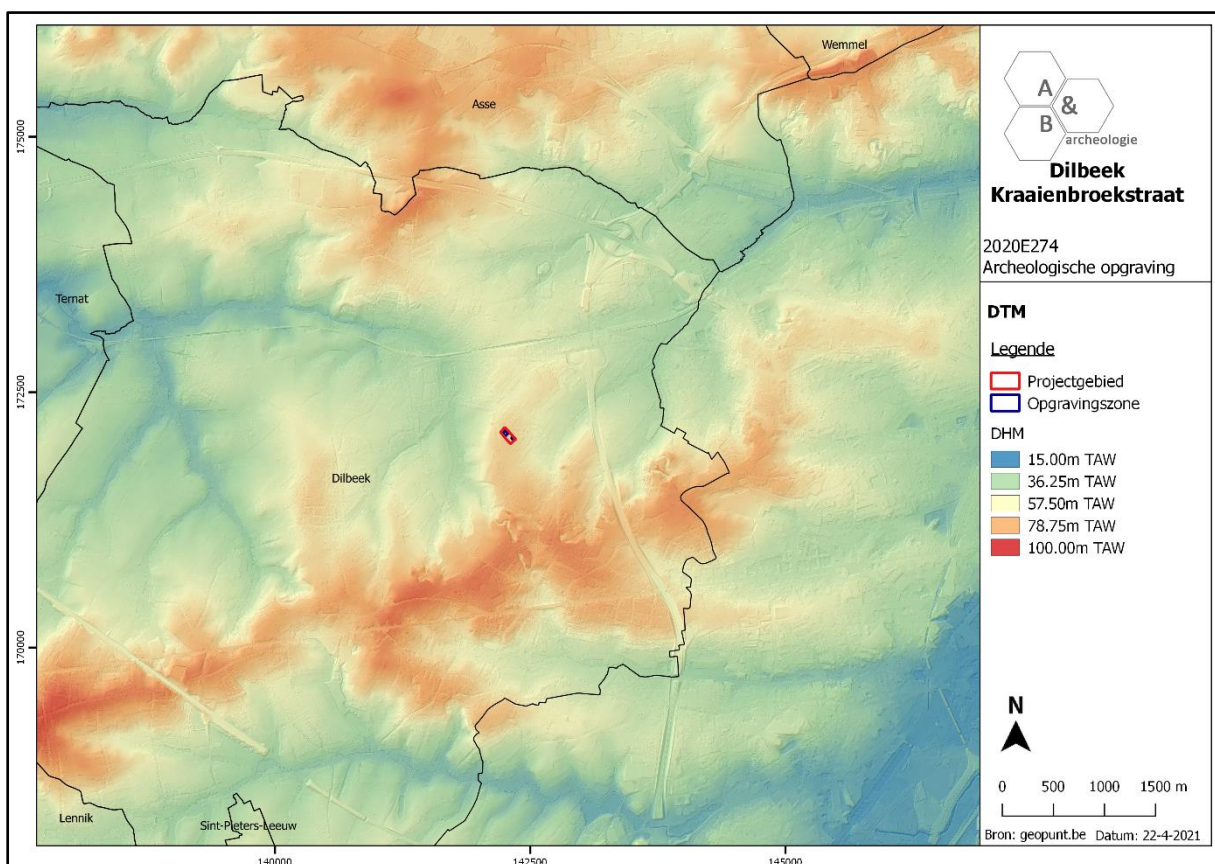 Wemmel
Asse
Ternat
Dilbeek
Lennik
Sint-Pieters-Leeuw
175000
172500
170000
140000
142500
145000
A
&
B
archeologie
Dilbeek
Kraaienbroekstraat
2020E274
Archeologische opgraving
DTM
Legende
Projectgebied
Opgravingszone
DHM
15.00m TAW
36.25m TAW
57.50m TAW
78.75m TAW
100.00m TAW
N
0 500 1000 1500 m
Bron: geopunt.be Datum: 22-4-2021